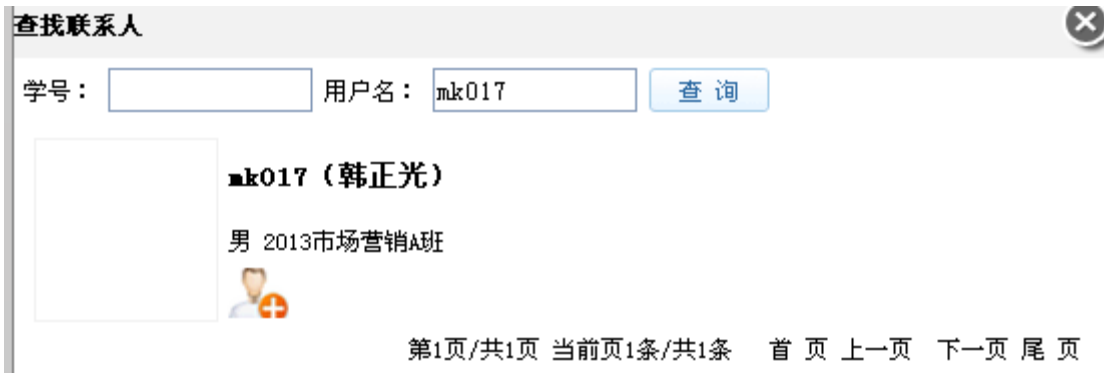 查找联系人
学号： 用户名： mk017 查 询
mk017（韩正光）
男 2013市场营销A班
第1页/共1页 当前页1条/共1条 首 页 上一页 下一页 尾 页